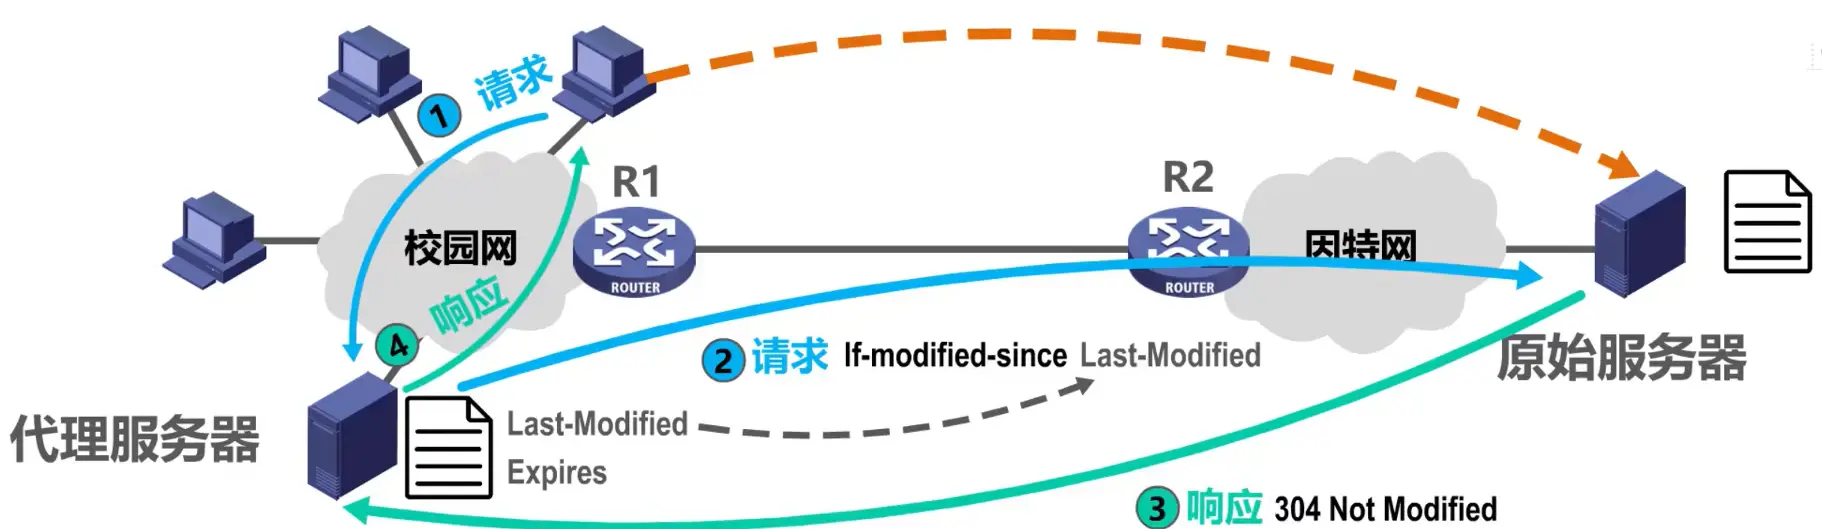 1 请求
R1
R2
校园网
因特网
ROUTER
ROUTER
4 响应
2 请求 If-modified-since Last-Modified
原始服务器
代理服务器
Last-Modified
Expires
3 响应 304 Not Modified